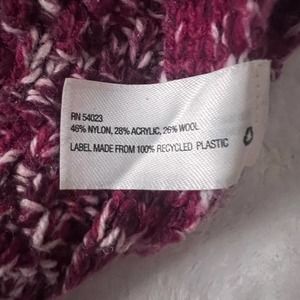 RN 54023
46% NYLON, 28% ACRYLIC, 26% WOOL
LABEL MADE FROM 100% RECYCLED PLASTIC